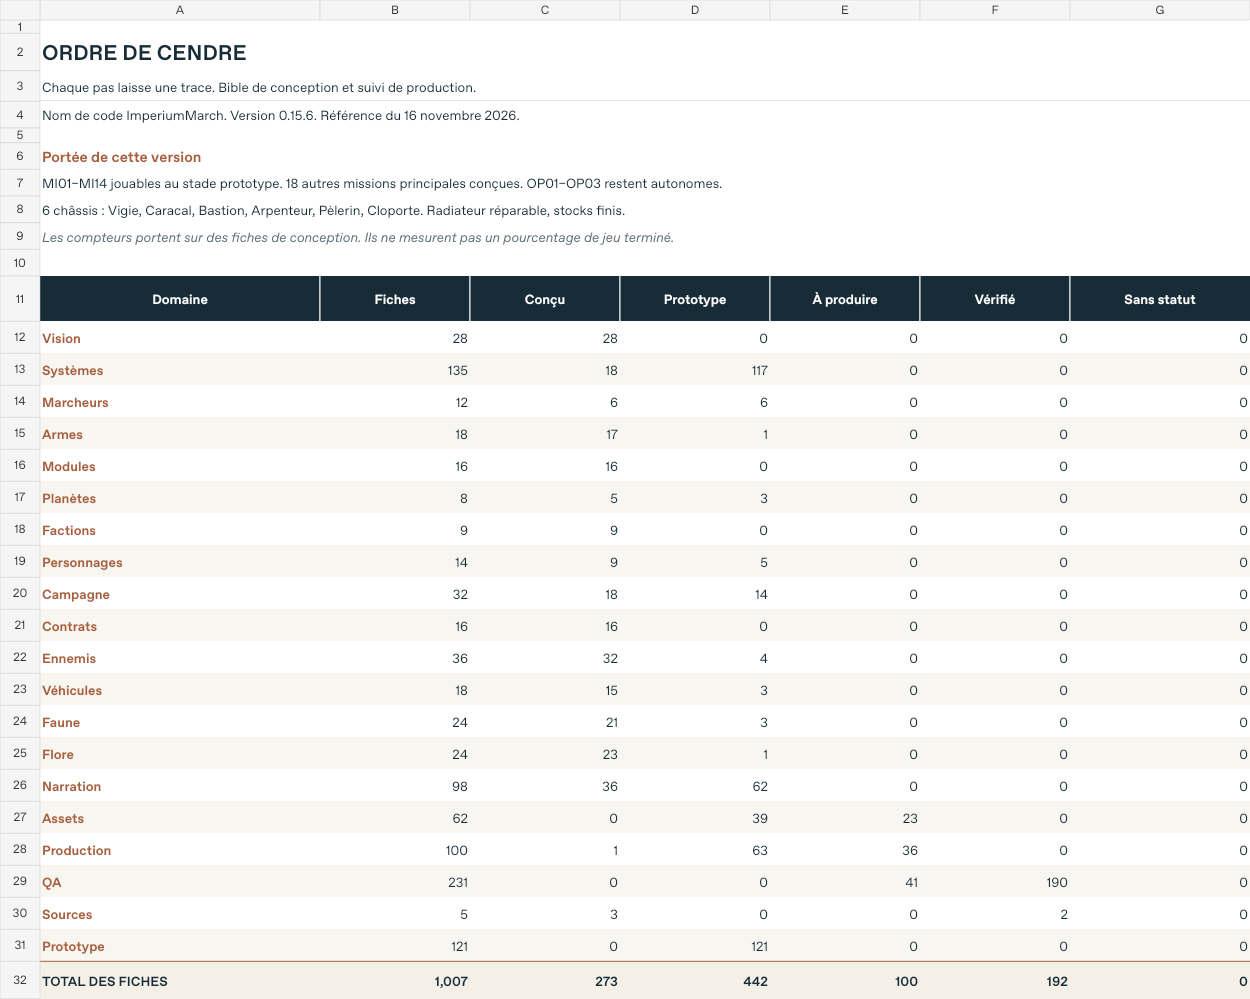 A B C D E F G
1
2 ORDRE DE CENDRE
3 Chaque pas laisse une trace. Bible de conception et suivi de production.
4 Nom de code ImperiumMarch. Version 0.15.6. Référence du 16 novembre 2026.
5
6 Portée de cette version
7 MI01–MI14 jouables au stade prototype. 18 autres missions principales conçues. OP01–OP03 restent autonomes.
8 6 châssis : Vigie, Caracal, Bastion, Arpenteur, Pèlerin, Cloporte. Radiateur réparable, stocks finis.
9 Les compteurs portent sur des fiches de conception. Ils ne mesurent pas un pourcentage de jeu terminé.
10
11 Domaine Fiches Conçu Prototype À produire Vérifié Sans statut
12 Vision 28 28 0 0 0 0
13 Systèmes 135 18 117 0 0 0
14 Marcheurs 12 6 6 0 0 0
15 Armes 18 17 1 0 0 0
16 Modules 16 16 0 0 0 0
17 Planètes 8 5 3 0 0 0
18 Factions 9 9 0 0 0 0
19 Personnages 14 9 5 0 0 0
20 Campagne 32 18 14 0 0 0
21 Contrats 16 16 0 0 0 0
22 Ennemis 36 32 4 0 0 0
23 Véhicules 18 15 3 0 0 0
24 Faune 24 21 3 0 0 0
25 Flore 24 23 1 0 0 0
26 Narration 98 36 62 0 0 0
27 Assets 62 0 39 23 0 0
28 Production 100 1 63 36 0 0
29 QA 231 0 0 41 190 0
30 Sources 5 3 0 0 2 0
31 Prototype 121 0 121 0 0 0
32 TOTAL DES FICHES 1,007 273 442 100 192 0